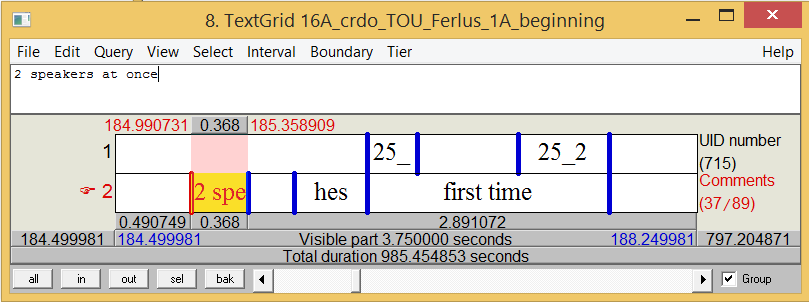 8. TextGrid 16A_crdo_TOU_Ferlus_1A_beginning
File Edit Query View Select Interval Boundary Tier Help
2 speakers at once
184.990731 0.368 185.358909
1 25_ 25_2 UID number
(715)
2 2 spe hes first time Comments
(37/89)
0.490749 0.368 2.891072
184.499981 184.499981 Visible part 3.750000 seconds 188.249981 797.204871
Total duration 985.454853 seconds
all in out sel bak Group